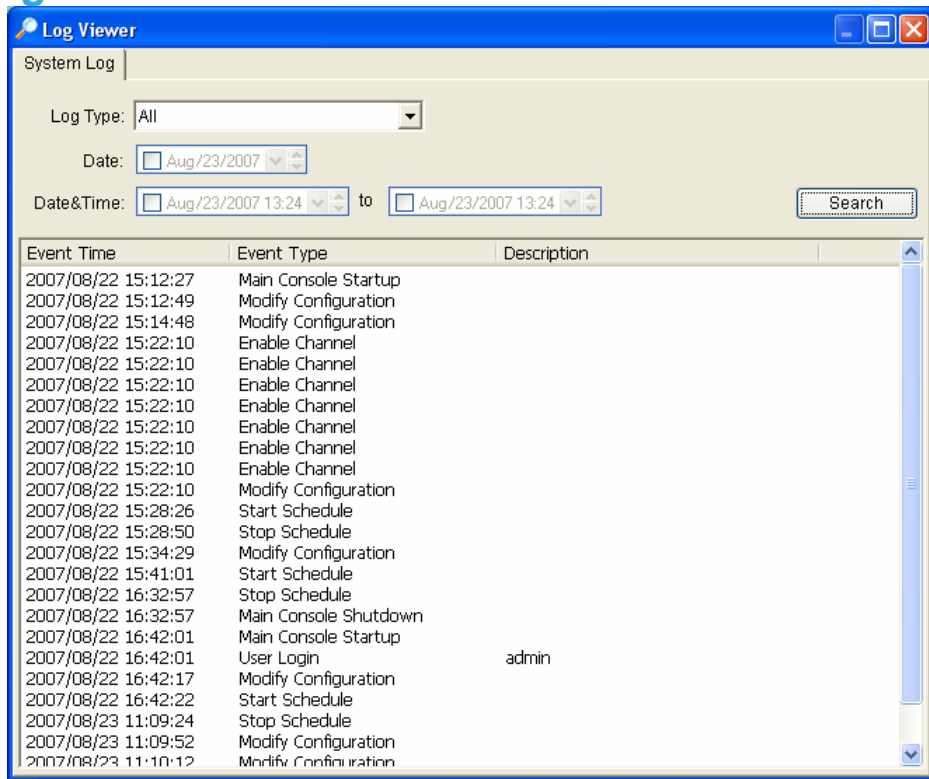 Log Viewer
System Log
Log Type: All
Date: Aug/23/2007
Date&Time: Aug/23/2007 13:24 to Aug/23/2007 13:24 Search
Event Time Event Type Description
2007/08/22 15:12:27 Main Console Startup
2007/08/22 15:12:49 Modify Configuration
2007/08/22 15:14:48 Modify Configuration
2007/08/22 15:22:10 Enable Channel
2007/08/22 15:22:10 Enable Channel
2007/08/22 15:22:10 Enable Channel
2007/08/22 15:22:10 Enable Channel
2007/08/22 15:22:10 Enable Channel
2007/08/22 15:22:10 Enable Channel
2007/08/22 15:22:10 Enable Channel
2007/08/22 15:22:10 Modify Configuration
2007/08/22 15:28:26 Start Schedule
2007/08/22 15:28:50 Stop Schedule
2007/08/22 15:34:29 Modify Configuration
2007/08/22 15:41:01 Start Schedule
2007/08/22 16:32:57 Stop Schedule
2007/08/22 16:32:57 Main Console Shutdown
2007/08/22 16:42:01 Main Console Startup
2007/08/22 16:42:01 User Login admin
2007/08/22 16:42:17 Modify Configuration
2007/08/22 16:42:22 Start Schedule
2007/08/23 11:09:24 Stop Schedule
2007/08/23 11:09:52 Modify Configuration
2007/08/23 11:10:12 Modify Configuration